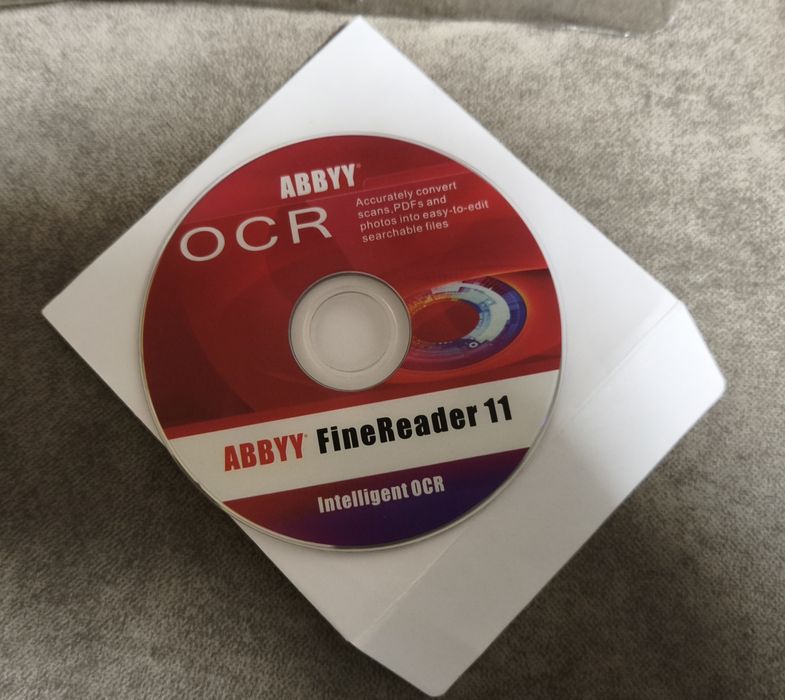 ABBYY®
OCR
Accurately convert
scans,PDFs and
photos into easy-to-edit
searchable files
ABBYY® FineReader 11
Intelligent OCR